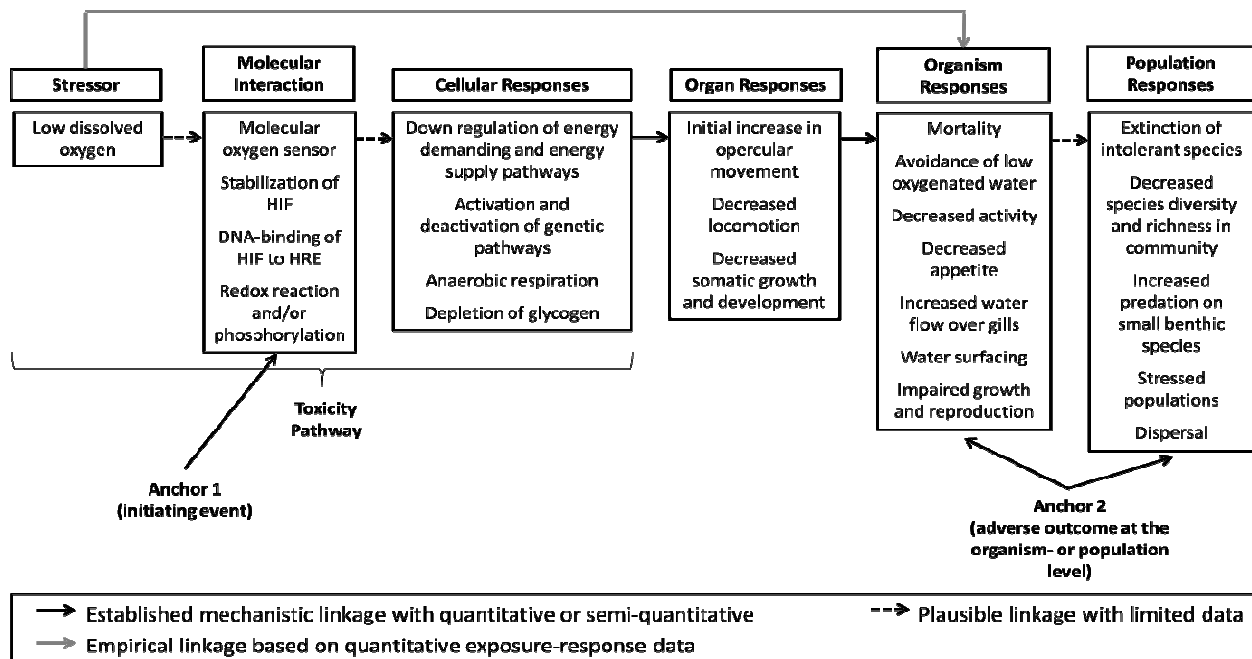 Stressor
Low dissolved
oxygen
Molecular
Interaction
Molecular
oxygen sensor
Stabilization of
HIF
DNA-binding of
HIF to HRE
Redox reaction
and/or
phosphorylation
Cellular Responses
Down regulation of energy
demanding and energy
supply pathways
Activation and
deactivation of genetic
pathways
Anaerobic respiration
Depletion of glycogen
Organ Responses
Initial increase in
opercular
movement
Decreased
locomotion
Decreased
somatic growth
and development
Organism
Responses
Mortality
Avoidance of low
oxygenated water
Decreased activity
Decreased
appetite
Increased water
flow over gills
Water surfacing
Impaired growth
and reproduction
Population
Responses
Extinction of
intolerant species
Decreased
species diversity
and richness in
community
Increased
predation on
small benthic
species
Stressed
populations
Dispersal
Toxicity
Pathway
Anchor 1
(initiating event)
Anchor 2
(adverse outcome at the
organism- or population
level)
Established mechanistic linkage with quantitative or semi-quantitative
Plausible linkage with limited data
Empirical linkage based on quantitative exposure-response data